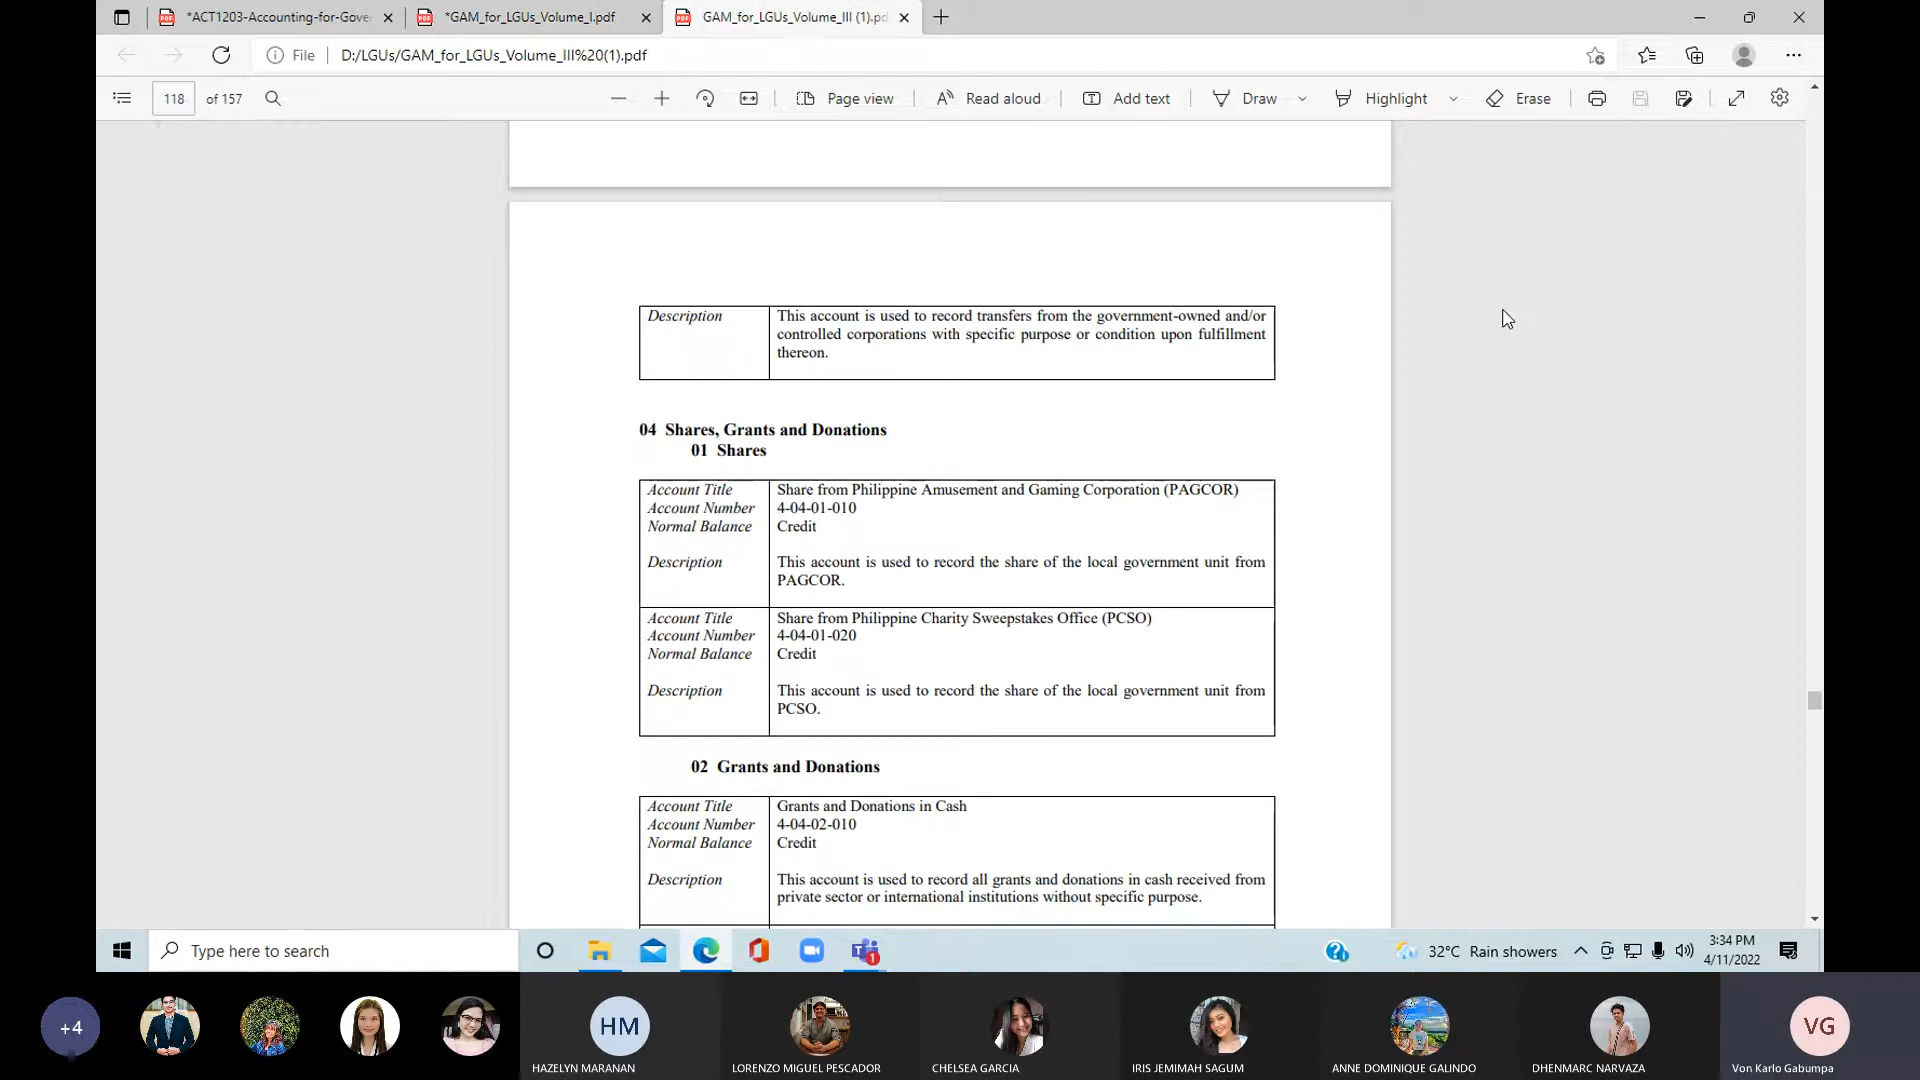 *ACT1203-Accounting-for-Gove
*GAM_for_LGUs_Volume_I.pdf
GAM_for_LGUs_Volume_III (1).pd
File
D:/LGUs/GAM_for_LGUs_Volume_III%20(1).pdf
118 of 157
Page view
Read aloud
Add text
Draw
Highlight
Erase
Description This account is used to record transfers from the government-owned and/or
controlled corporations with specific purpose or condition upon fulfillment
thereon.
04 Shares, Grants and Donations
01 Shares
Account Title Share from Philippine Amusement and Gaming Corporation (PAGCOR)
Account Number 4-04-01-010
Normal Balance Credit
Description This account is used to record the share of the local government unit from
PAGCOR.
Account Title Share from Philippine Charity Sweepstakes Office (PCSO)
Account Number 4-04-01-020
Normal Balance Credit
Description This account is used to record the share of the local government unit from
PCSO.
02 Grants and Donations
Account Title Grants and Donations in Cash
Account Number 4-04-02-010
Normal Balance Credit
Description This account is used to record all grants and donations in cash received from
private sector or international institutions without specific purpose.
Type here to search
1
32°C Rain showers
3:34 PM
4/11/2022
+4
HM
VG
HAZELYN MARANAN
LORENZO MIGUEL PESCADOR
CHELSEA GARCIA
IRIS JEMIMAH SAGUM
ANNE DOMINIQUE GALINDO
DHENMARC NARVAZA
Von Karlo Gabumpa